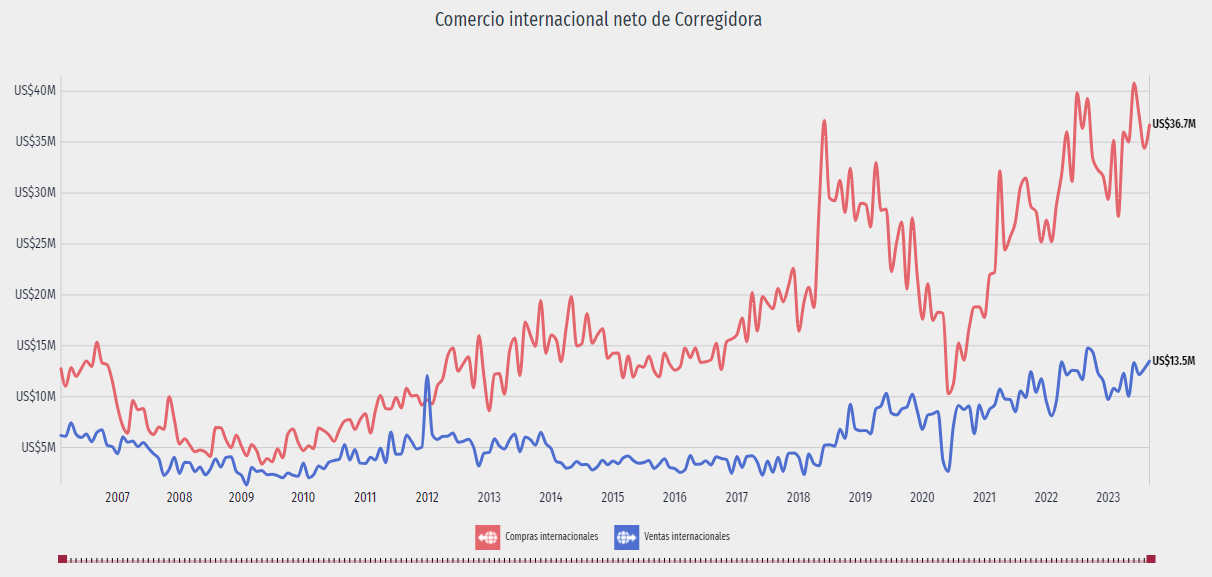 Comercio internacional neto de Corregidora
US$40M
US$35M
US$30M
US$25M
US$20M
US$15M
US$10M
US$5M
US$36.7M
US$13.5M
2007 2008 2009 2010 2011 2012 2013 2014 2015 2016 2017 2018 2019 2020 2021 2022 2023
Compras internacionales Ventas internacionales